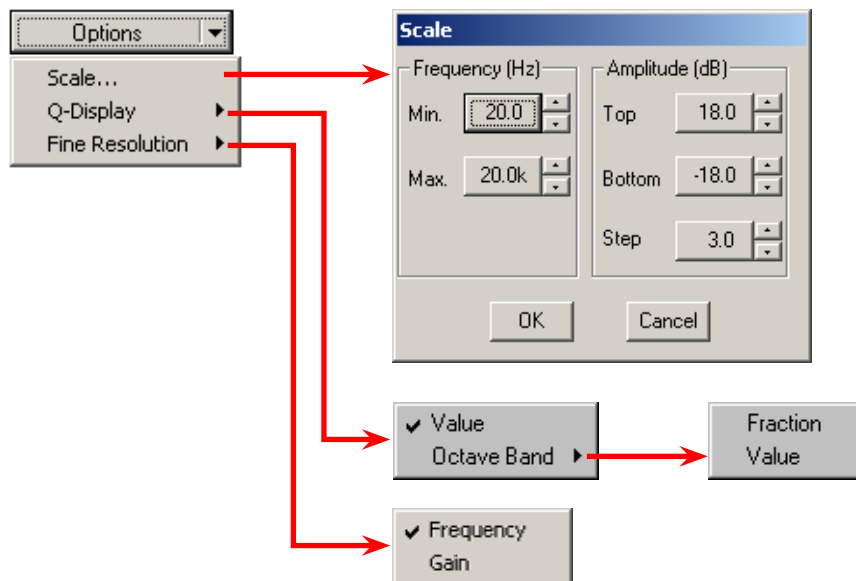 Options
Scale...
Q-Display
Fine Resolution
Scale
Frequency (Hz)
Min. 20.0
Max. 20.0k
Amplitude (dB)
Top 18.0
Bottom -18.0
Step 3.0
OK Cancel
Value
Octave Band
Fraction
Value
Frequency
Gain